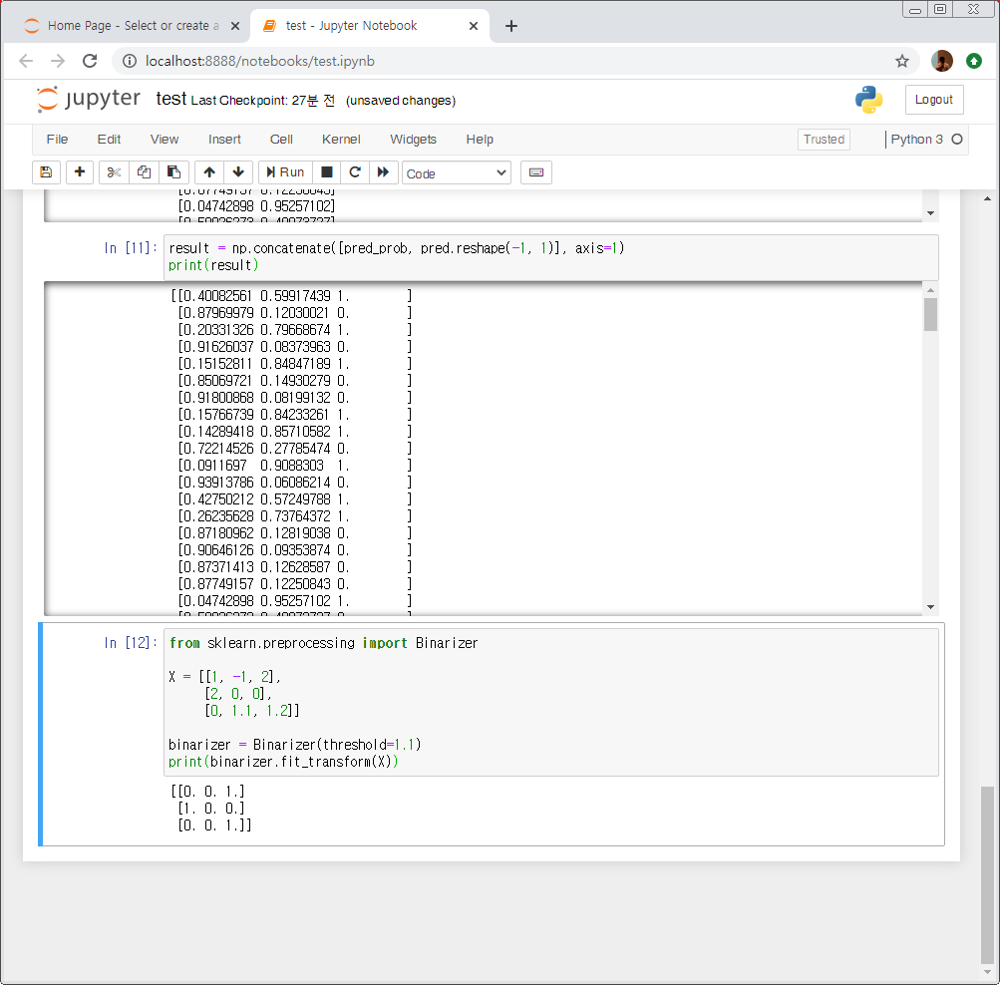 Home Page - Select or create a
test - Jupyter Notebook
localhost:8888/notebooks/test.ipynb
jupyter test Last Checkpoint: 27분 전 (unsaved changes)
Logout
File Edit View Insert Cell Kernel Widgets Help
Trusted Python 3
Run Code
[0.87749157 0.12250843]
[0.04742898 0.95257102]
In [11]: result = np.concatenate([pred_prob, pred.reshape(-1, 1)], axis=1)
print(result)
[[0.40082561 0.59917439 1. ]
[0.87969979 0.12030021 0. ]
[0.20331326 0.79668674 1. ]
[0.91626037 0.08373963 0. ]
[0.15152811 0.84847189 1. ]
[0.85069721 0.14930279 0. ]
[0.91800868 0.08199132 0. ]
[0.15766739 0.84233261 1. ]
[0.14289418 0.85710582 1. ]
[0.72214526 0.27785474 0. ]
[0.0911697 0.9088303 1. ]
[0.93913786 0.06086214 0. ]
[0.42750212 0.57249788 1. ]
[0.26235628 0.73764372 1. ]
[0.87180962 0.12819038 0. ]
[0.90646126 0.09353874 0. ]
[0.87371413 0.12628587 0. ]
[0.87749157 0.12250843 0. ]
[0.04742898 0.95257102 1. ]
In [12]: from sklearn.preprocessing import Binarizer
X = [[1, -1, 2],
[2, 0, 0],
[0, 1.1, 1.2]]
binarizer = Binarizer(threshold=1.1)
print(binarizer.fit_transform(X))
[[0. 0. 1.]
[1. 0. 0.]
[0. 0. 1.]]